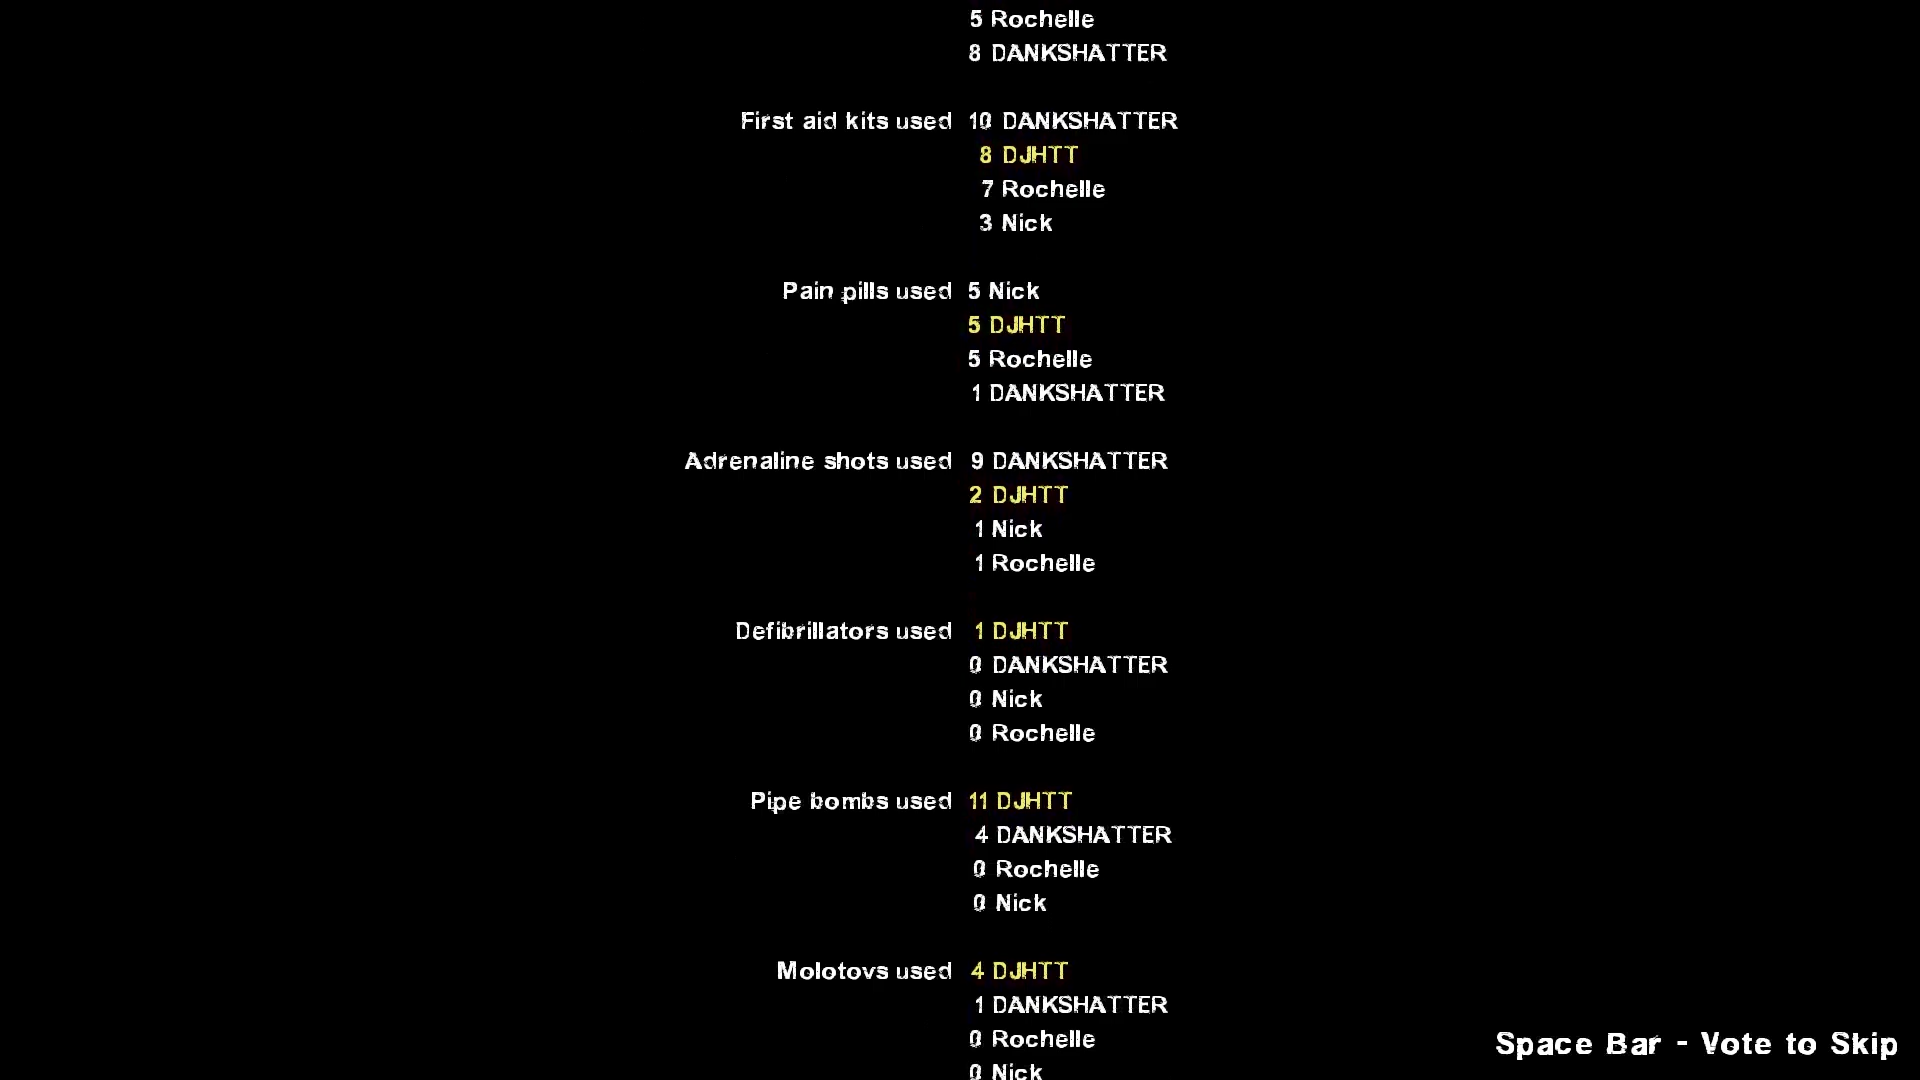 5 Rochelle
8 DANKSHATTER
First aid kits used 10 DANKSHATTER
8 DJHTT
7 Rochelle
3 Nick
Pain pills used 5 Nick
5 DJHTT
5 Rochelle
1 DANKSHATTER
Adrenaline shots used 9 DANKSHATTER
2 DJHTT
1 Nick
1 Rochelle
Defibrillators used 1 DJHTT
0 DANKSHATTER
0 Nick
0 Rochelle
Pipe bombs used 11 DJHTT
4 DANKSHATTER
0 Rochelle
0 Nick
Molotovs used 4 DJHTT
1 DANKSHATTER
0 Rochelle
0 Nick
Space Bar - Vote to Skip